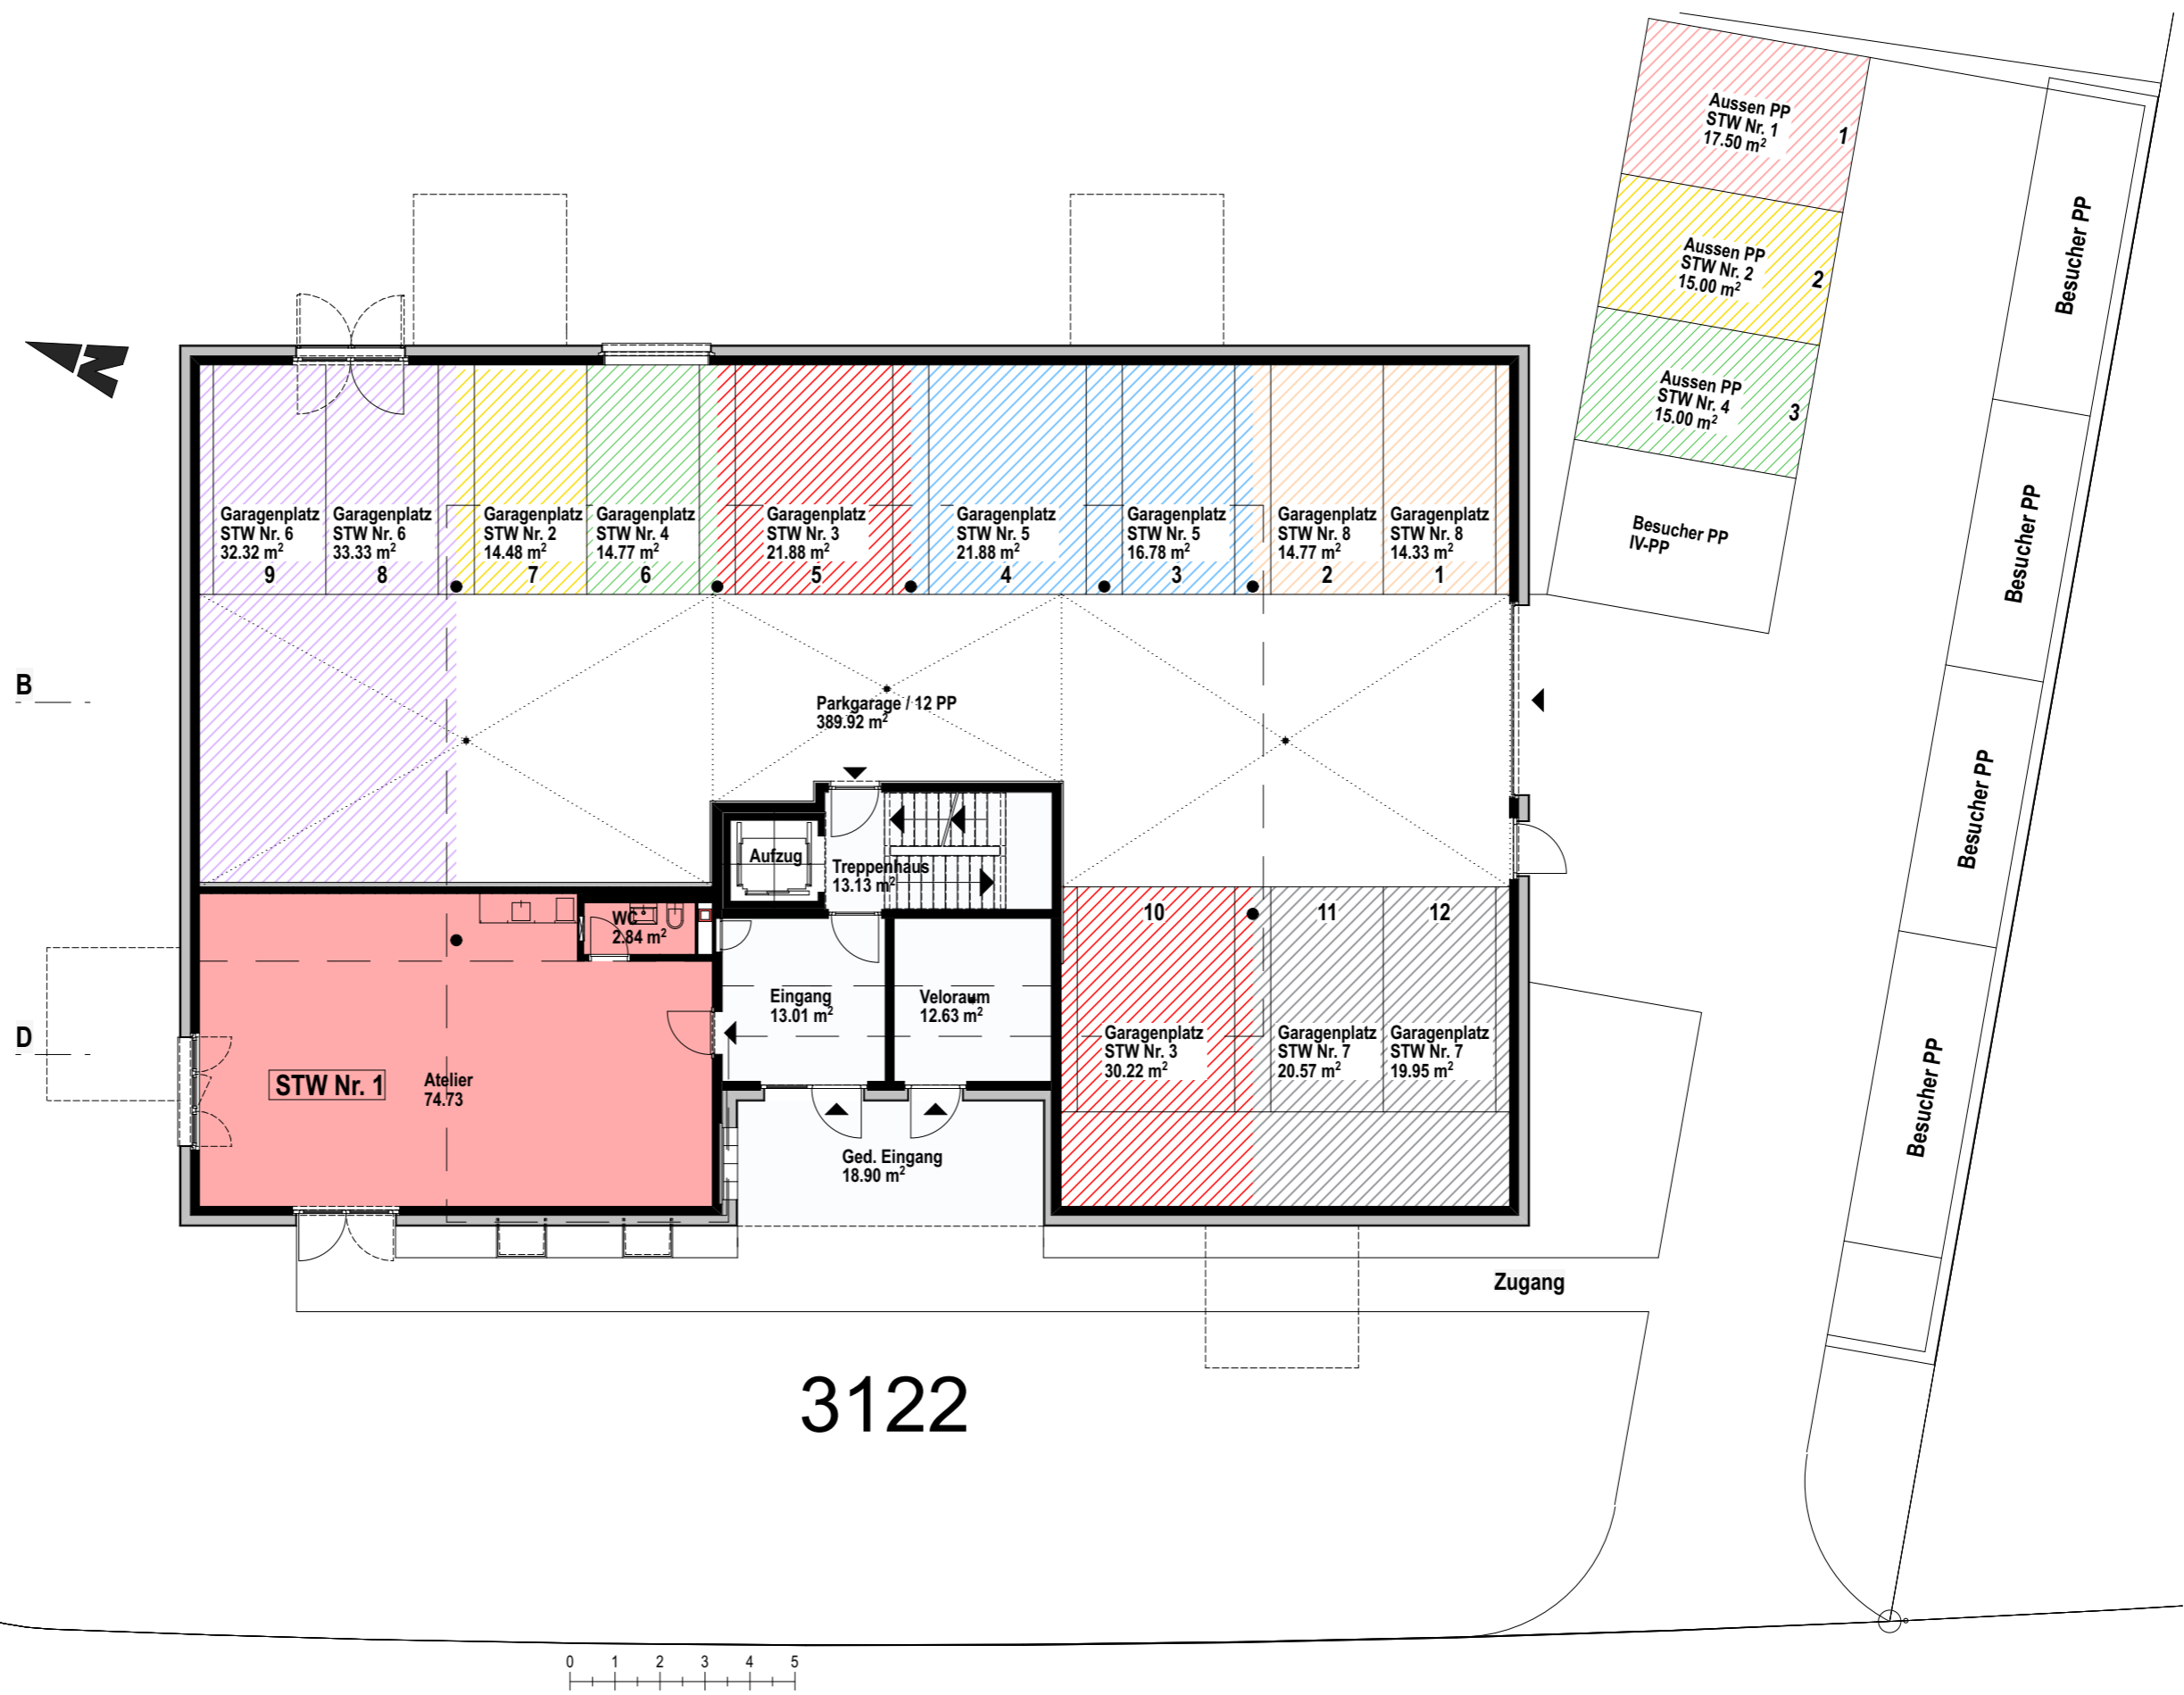 Aussen PP
STW Nr. 1
17.50 m²
1
Aussen PP
STW Nr. 2
15.00 m²
2
Aussen PP
STW Nr. 4
15.00 m²
3
Besucher PP
IV-PP
Besucher PP
Besucher PP
Besucher PP
Besucher PP
N
Garagenplatz
STW Nr. 6
32.32 m²
9
Garagenplatz
STW Nr. 6
33.33 m²
8
Garagenplatz
STW Nr. 2
14.48 m²
7
Garagenplatz
STW Nr. 4
14.77 m²
6
Garagenplatz
STW Nr. 3
21.88 m²
5
Garagenplatz
STW Nr. 5
21.88 m²
4
Garagenplatz
STW Nr. 5
16.78 m²
3
Garagenplatz
STW Nr. 8
14.77 m²
2
Garagenplatz
STW Nr. 8
14.33 m²
1
B
Parkgarage / 12 PP
389.92 m²
Aufzug
Treppenhaus
13.13 m²
WC
2.84 m²
10
11
12
D
Eingang
13.01 m²
Veloraum
12.63 m²
Garagenplatz
STW Nr. 3
30.22 m²
Garagenplatz
STW Nr. 7
20.57 m²
Garagenplatz
STW Nr. 7
19.95 m²
STW Nr. 1
Atelier
74.73
Ged. Eingang
18.90 m²
Zugang
3122
0 1 2 3 4 5